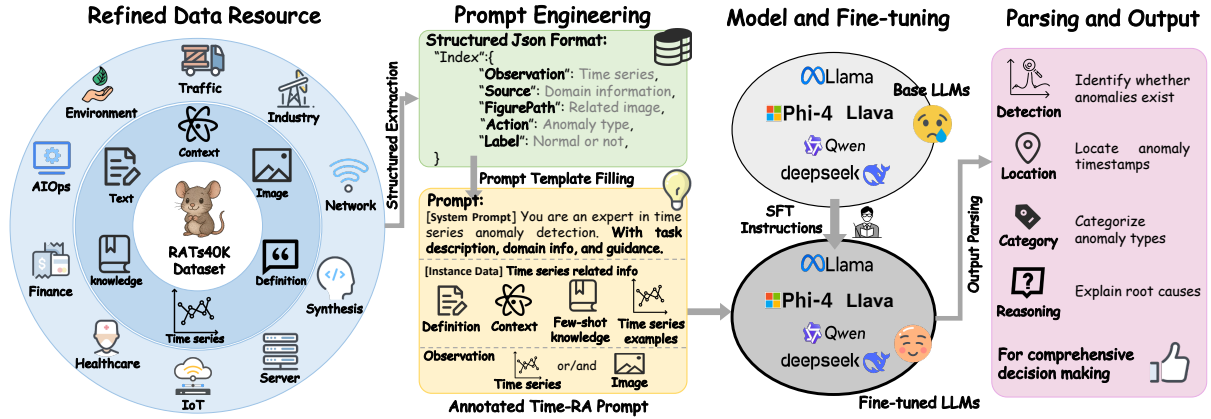 Refined Data Resource
Traffic
Environment
Industry
Context
AIOps
Text
Image
Network
RATs40K
Dataset
Finance
knowledge
Definition
Synthesis
Time series
Healthcare
Server
IoT
Structured Extraction
Prompt Engineering
Structured Json Format:
"Index":{
"Observation": Time series,
"Source": Domain information,
"FigurePath": Related image,
"Action": Anomaly type,
"Label": Normal or not,
}
Prompt Template Filling
Prompt:
[System Prompt] You are an expert in time
series anomaly detection. With task
description, domain info, and guidance.
[Instance Data] Time series related info
Definition
Context
Few-shot
knowledge
Time series
examples
Observation
Time series
or/and
Image
Annotated Time-RA Prompt
Model and Fine-tuning
Llama
Base LLMs
Phi-4 Llava
Qwen
deepseek
SFT
Instructions
Llama
Phi-4 Llava
Qwen
deepseek
Fine-tuned LLMs
Output Parsing
Parsing and Output
Detection
Identify whether
anomalies exist
Location
Locate anomaly
timestamps
Category
Categorize
anomaly types
Reasoning
Explain root causes
For comprehensive
decision making